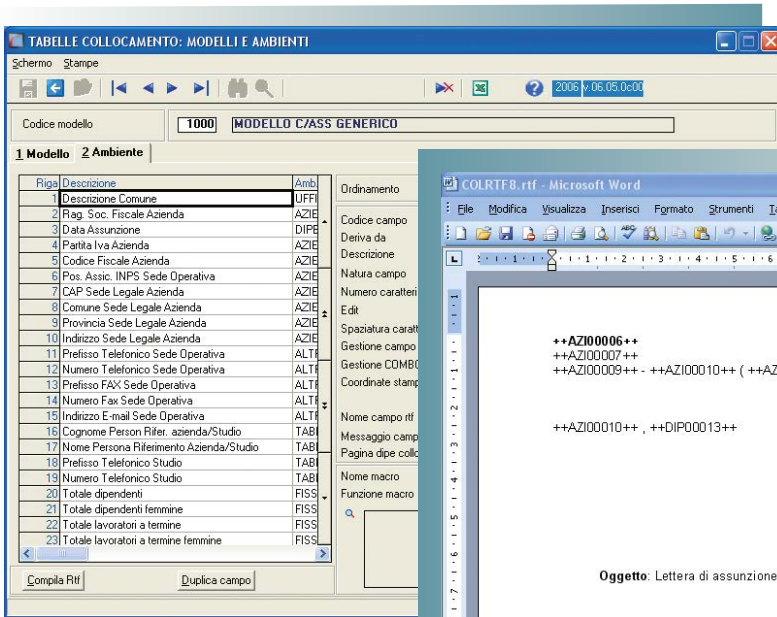 TABELLE COLLOCAMENTO: MODELLI E AMBIENTI
Schermo Stampe
2006 v.06.05.0c00
Codice modello 1000 MODELLO C/ASS GENERICO
1 Modello 2 Ambiente
Riga Descrizione Amb.
1 Descrizione Comune UFFI
2 Rag. Soc. Fiscale Azienda AZIE
3 Data Assunzione DIPE
4 Partita Iva Azienda AZIE
5 Codice Fiscale Azienda AZIE
6 Pos. Assic. INPS Sede Operativa AZIE
7 CAP Sede Legale Azienda AZIE
8 Comune Sede Legale Azienda AZIE
9 Provincia Sede Legale Azienda AZIE
10 Indirizzo Sede Legale Azienda AZIE
11 Prefisso Telefonico Sede Operativa ALTF
12 Numero Telefonico Sede Operativa ALTF
13 Prefisso FAX Sede Operativa ALTF
14 Numero Fax Sede Operativa ALTF
15 Indirizzo E-mail Sede Operativa ALTF
16 Cognome Person Rifer. azienda/Studio TABI
17 Nome Persona Riferimento Azienda/Studio TABI
18 Prefisso Telefonico Studio TABI
19 Numero Telefonico Studio TABI
20 Totale dipendenti FISS
21 Totale dipendenti femmine FISS
22 Totale lavoratori a termine FISS
23 Totale lavoratori a termine femmine FISS
Compila Rtf Duplica campo
Ordinamento
Codice campo
Deriva da
Descrizione
Natura campo
Numero caratteri
Edit
Spaziatura caratt
Gestione campo
Gestione COMBO
Coordinate stamp
Nome campo rtf
Messaggio camp
Pagina dipe collo
Nome macro
Funzione macro
COLRTF8.rtf - Microsoft Word
File Modifica Visualizza Inserisci Formato Strumenti Ta
++AZI00006++
++AZI00007++
++AZI00009++ - ++AZI00010++ ( ++AZ
++AZI00010++ , ++DIP00013++
Oggetto: Lettera di assunzione